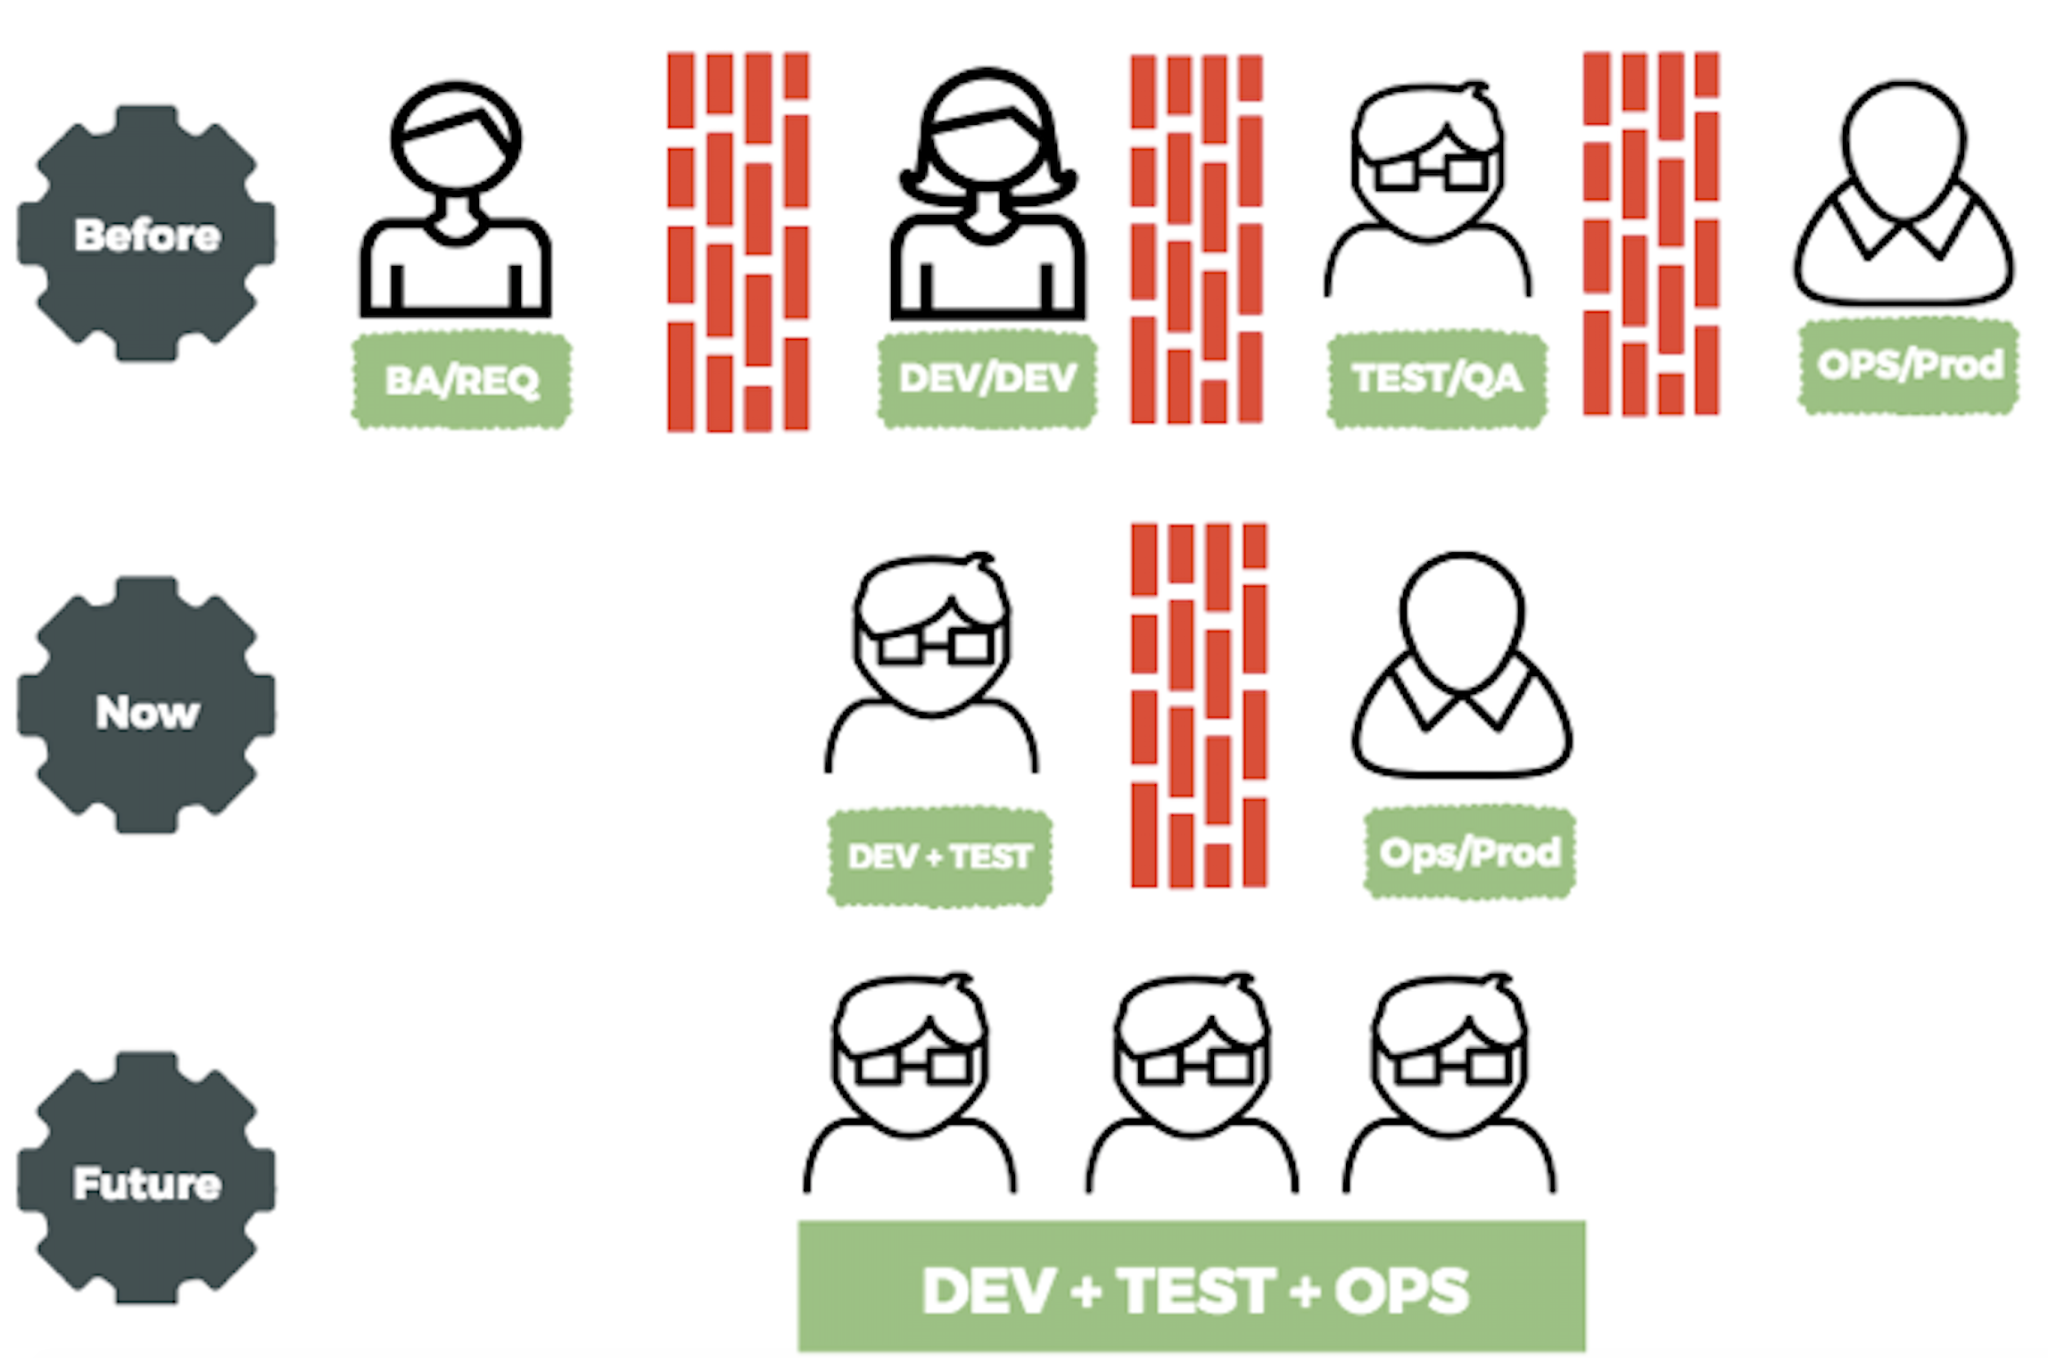 Before
BA/REQ
DEV/DEV
TEST/QA
OPS/Prod
Now
DEV + TEST
Ops/Prod
Future
DEV + TEST + OPS